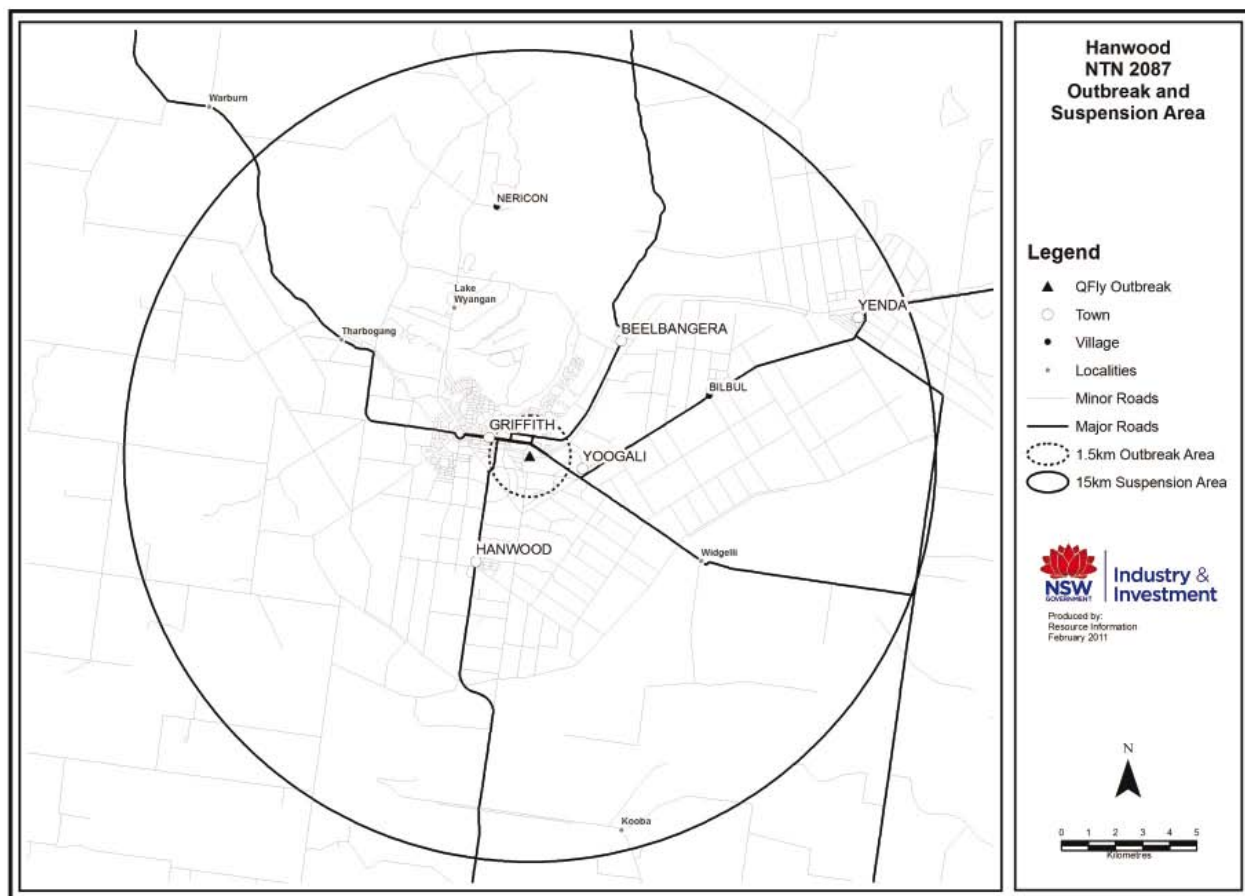 Hanwood
NTN 2087
Outbreak and
Suspension Area
Warburn
NERICON
Lake
Wyangan
Tharbogang
YENDA
BEELBANGERA
BILBUL
GRIFFITH
YOOGALI
HANWOOD
Widgelli
Kooba
Legend
QFly Outbreak
Town
Village
Localities
Minor Roads
Major Roads
1.5km Outbreak Area
15km Suspension Area
NSW
GOVERNMENT
Industry &
Investment
Produced by:
Resource Information
February 2011
N
0 1 2 3 4 5
Kilometres